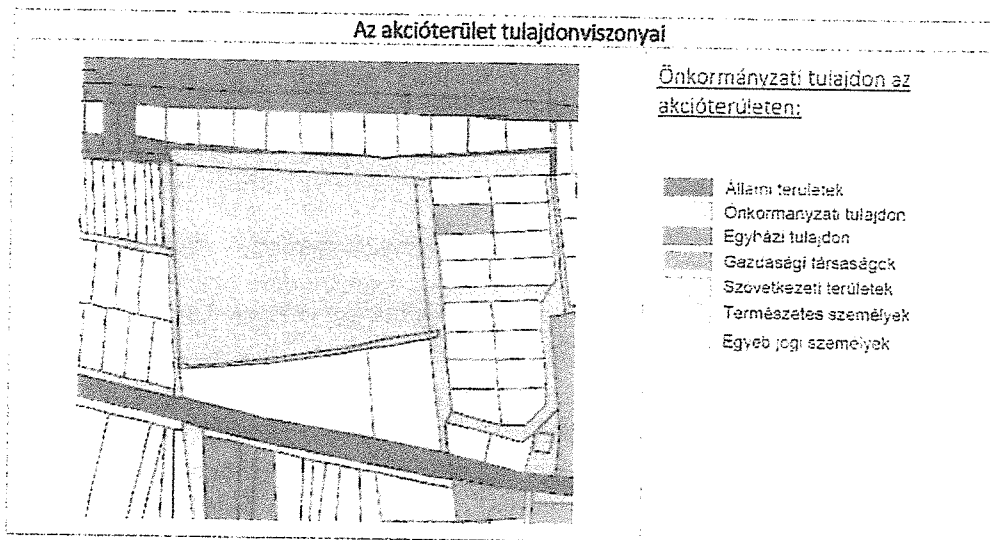 Az akcióterület tulajdonviszonyai
Önkormányzati tulajdon az
akcióterületen:
Állami területek
Önkormányzati tulajdon
Egyházi tulajdon
Gazdasági társaságok
Szövetkezeti területek
Természetes személyek
Egyéb jogi személyek